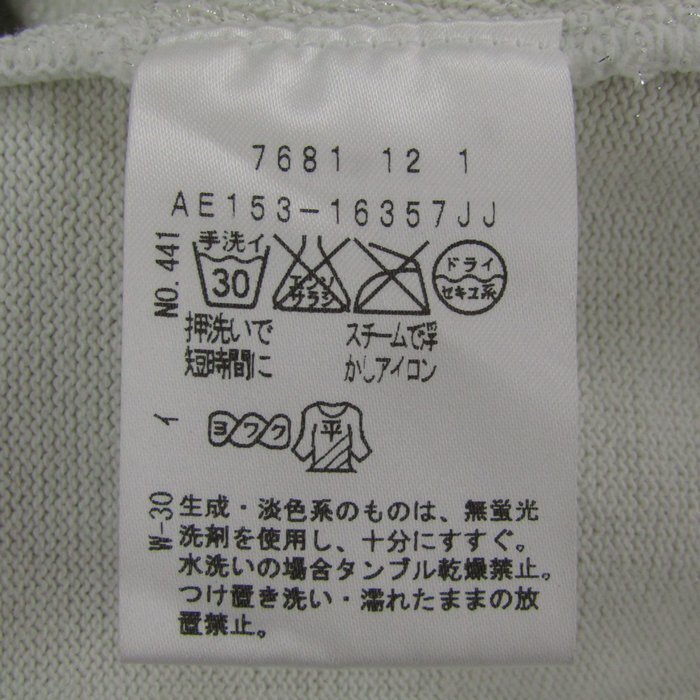 7681 12 1
AE153-16357JJ
NO.441
手洗イ
30
エンソ
サラシ
ドライ
セキユ系
押洗いで
短時間に
スチームで浮
かしアイロン
イ
ヨワク
平
W-30
生成・淡色系のものは、無蛍光
洗剤を使用し、十分にすすぐ。
水洗いの場合タンブル乾燥禁止。
つけ置き洗い・濡れたままの放
置禁止。